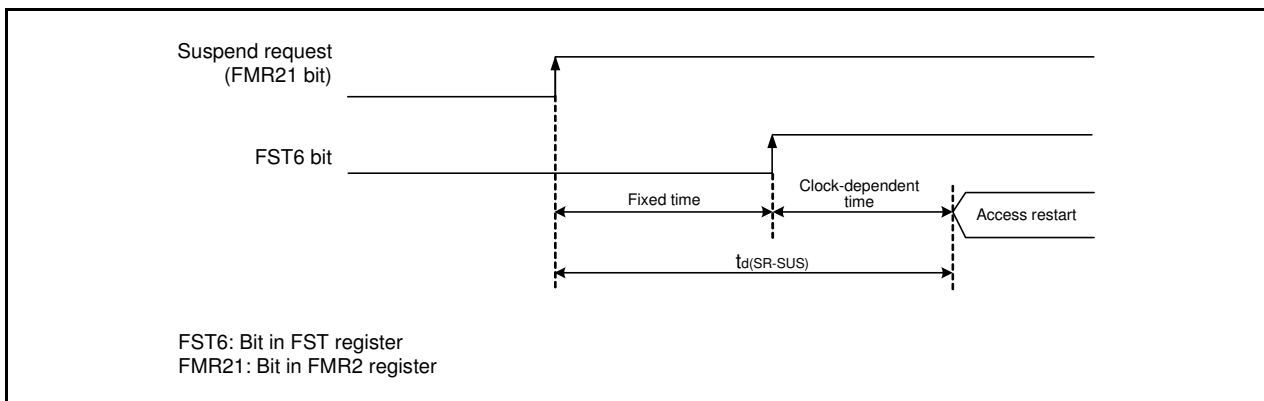 Suspend request
(FMR21 bit)
FST6 bit
Fixed time
Clock-dependent
time
Access restart
td(SR-SUS)
FST6: Bit in FST register
FMR21: Bit in FMR2 register